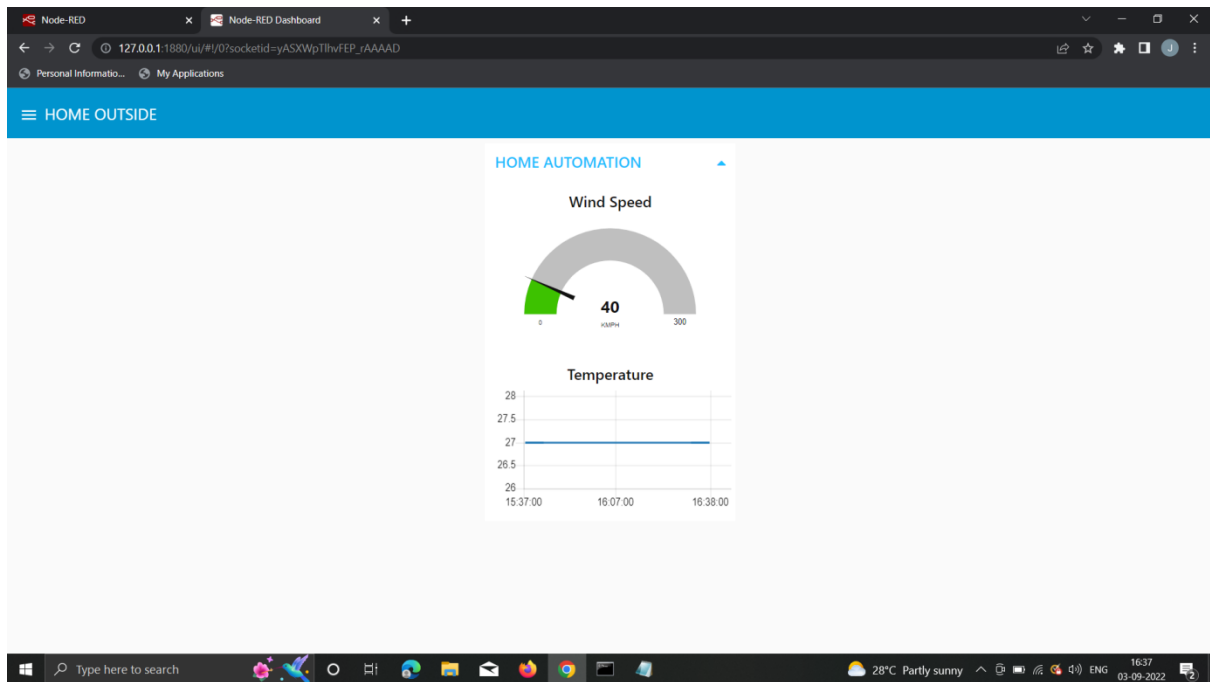 Node-RED
Node-RED Dashboard
127.0.0.1:1880/ui/#!/0?socketid=yASXWpTlhvFEP_rAAAAD
J
Personal Informatio...
My Applications
HOME OUTSIDE
HOME AUTOMATION
Wind Speed
40
0
KMPH
300
Temperature
28
27.5
27
26.5
26
15:37:00
16:07:00
16:38:00
Type here to search
28°C Partly sunny
ENG
16:37
03-09-2022
2